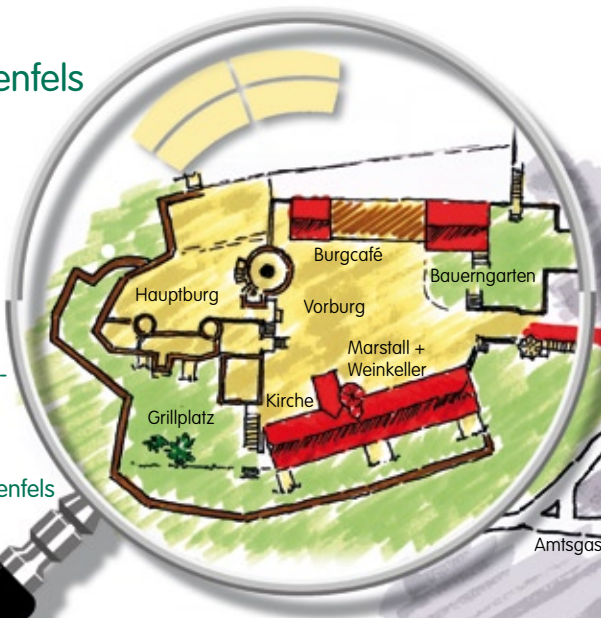 enfels
Burgcafé
Bauerngarten
Hauptburg
Vorburg
Marstall +
Weinkeller
Kirche
Grillplatz
enfels
Amtsgas